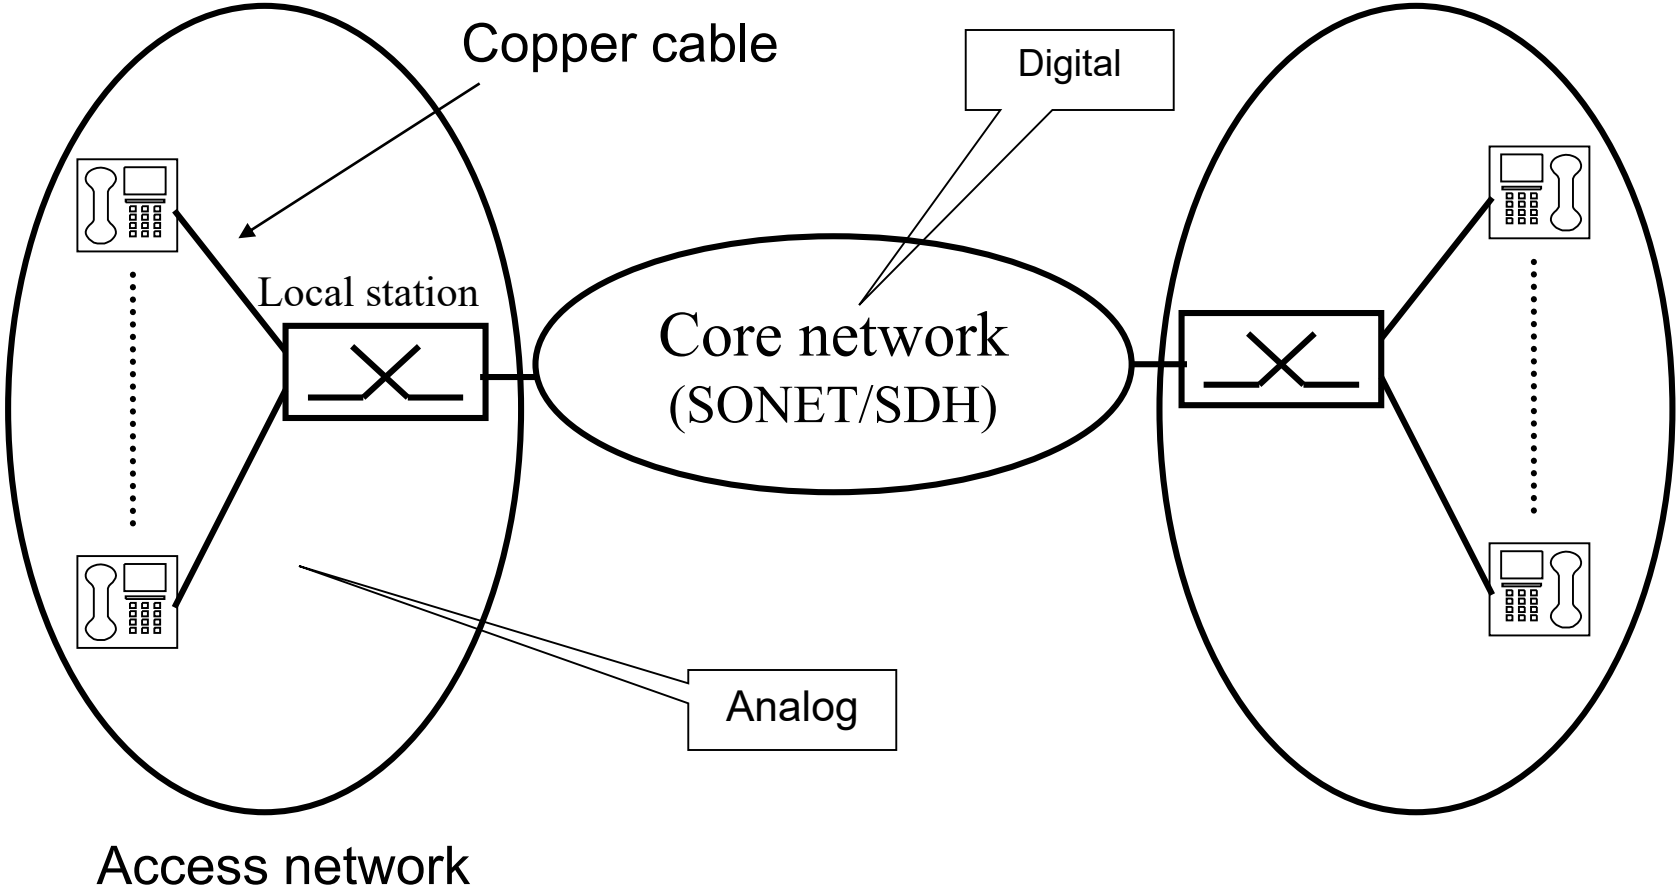 Copper cable
Digital
Local station
Core network
(SONET/SDH)
Analog
Access network